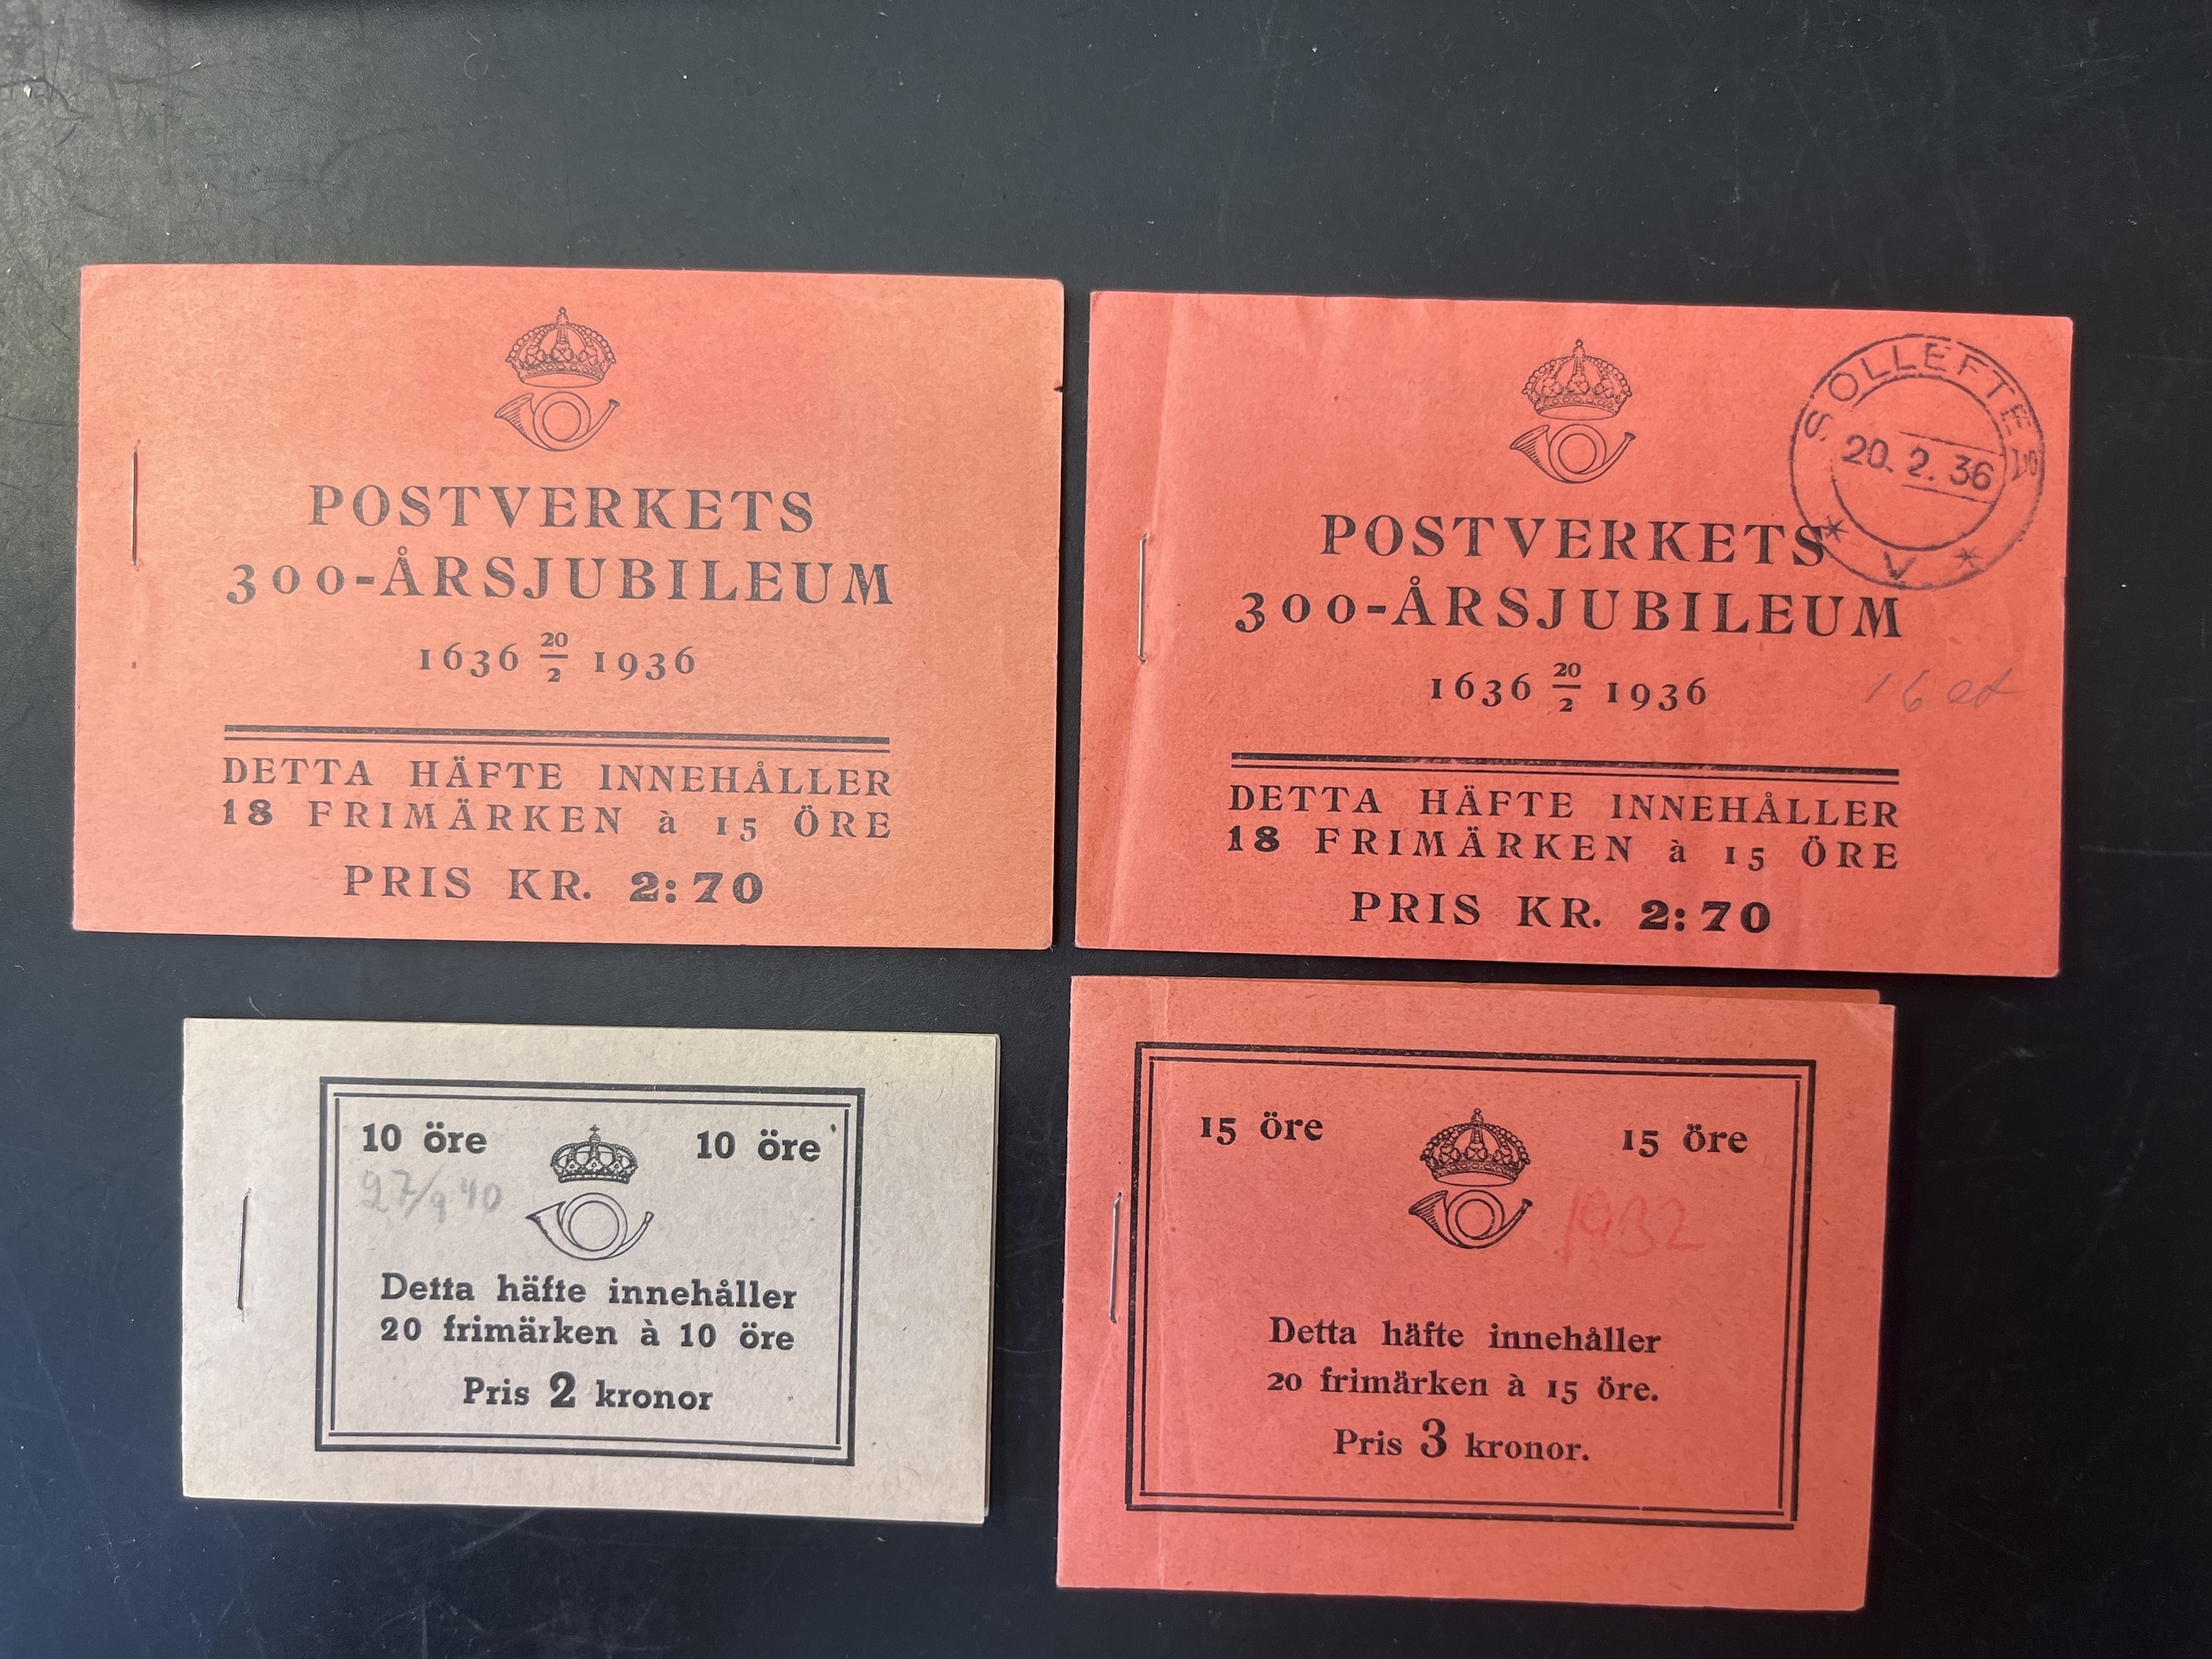 POSTVERKETS
300-ÅRSJUBILEUM
1636 20/2 1936
DETTA HÄFTE INNEHÅLLER
18 FRIMÄRKEN à 15 ÖRE
PRIS KR. 2:70
SOLLEFTEÅ
20.2.36
* V. *
POSTVERKETS
300-ÅRSJUBILEUM
1636 20/2 1936
DETTA HÄFTE INNEHÅLLER
18 FRIMÄRKEN à 15 ÖRE
PRIS KR. 2:70
10 öre 10 öre
27/9 40
Detta häfte innehåller
20 frimärken à 10 öre
Pris 2 kronor
15 öre 15 öre
1932
Detta häfte innehåller
20 frimärken à 15 öre.
Pris 3 kronor.